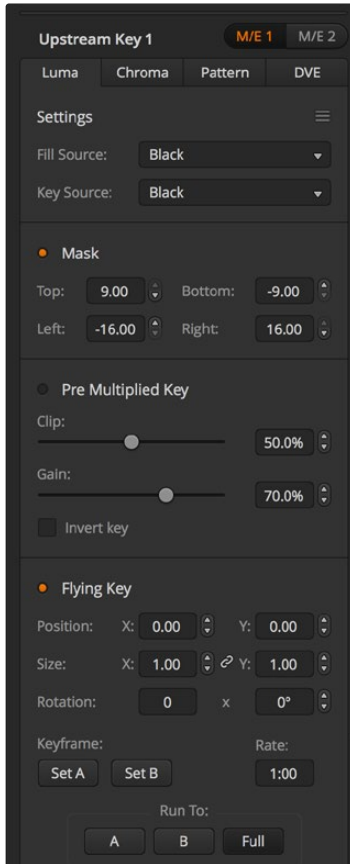 Upstream Key 1 M/E 1 M/E 2
Luma Chroma Pattern DVE
Settings
Fill Source: Black
Key Source: Black
Mask
Top: 9.00 Bottom: -9.00
Left: -16.00 Right: 16.00
Pre Multiplied Key
Clip:
50.0%
Gain:
70.0%
Invert key
Flying Key
Position: X: 0.00 Y: 0.00
Size: X: 1.00 Y: 1.00
Rotation: 0 x 0°
Keyframe: Rate:
Set A Set B 1:00
Run To:
A B Full